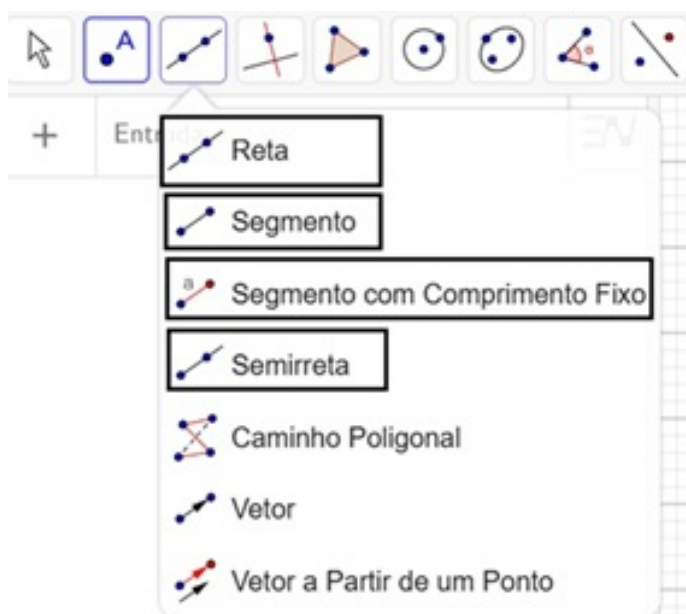 A
+ Entrada
Reta
Segmento
a
Segmento com Comprimento Fixo
Semirreta
Caminho Poligonal
Vetor
Vetor a Partir de um Ponto